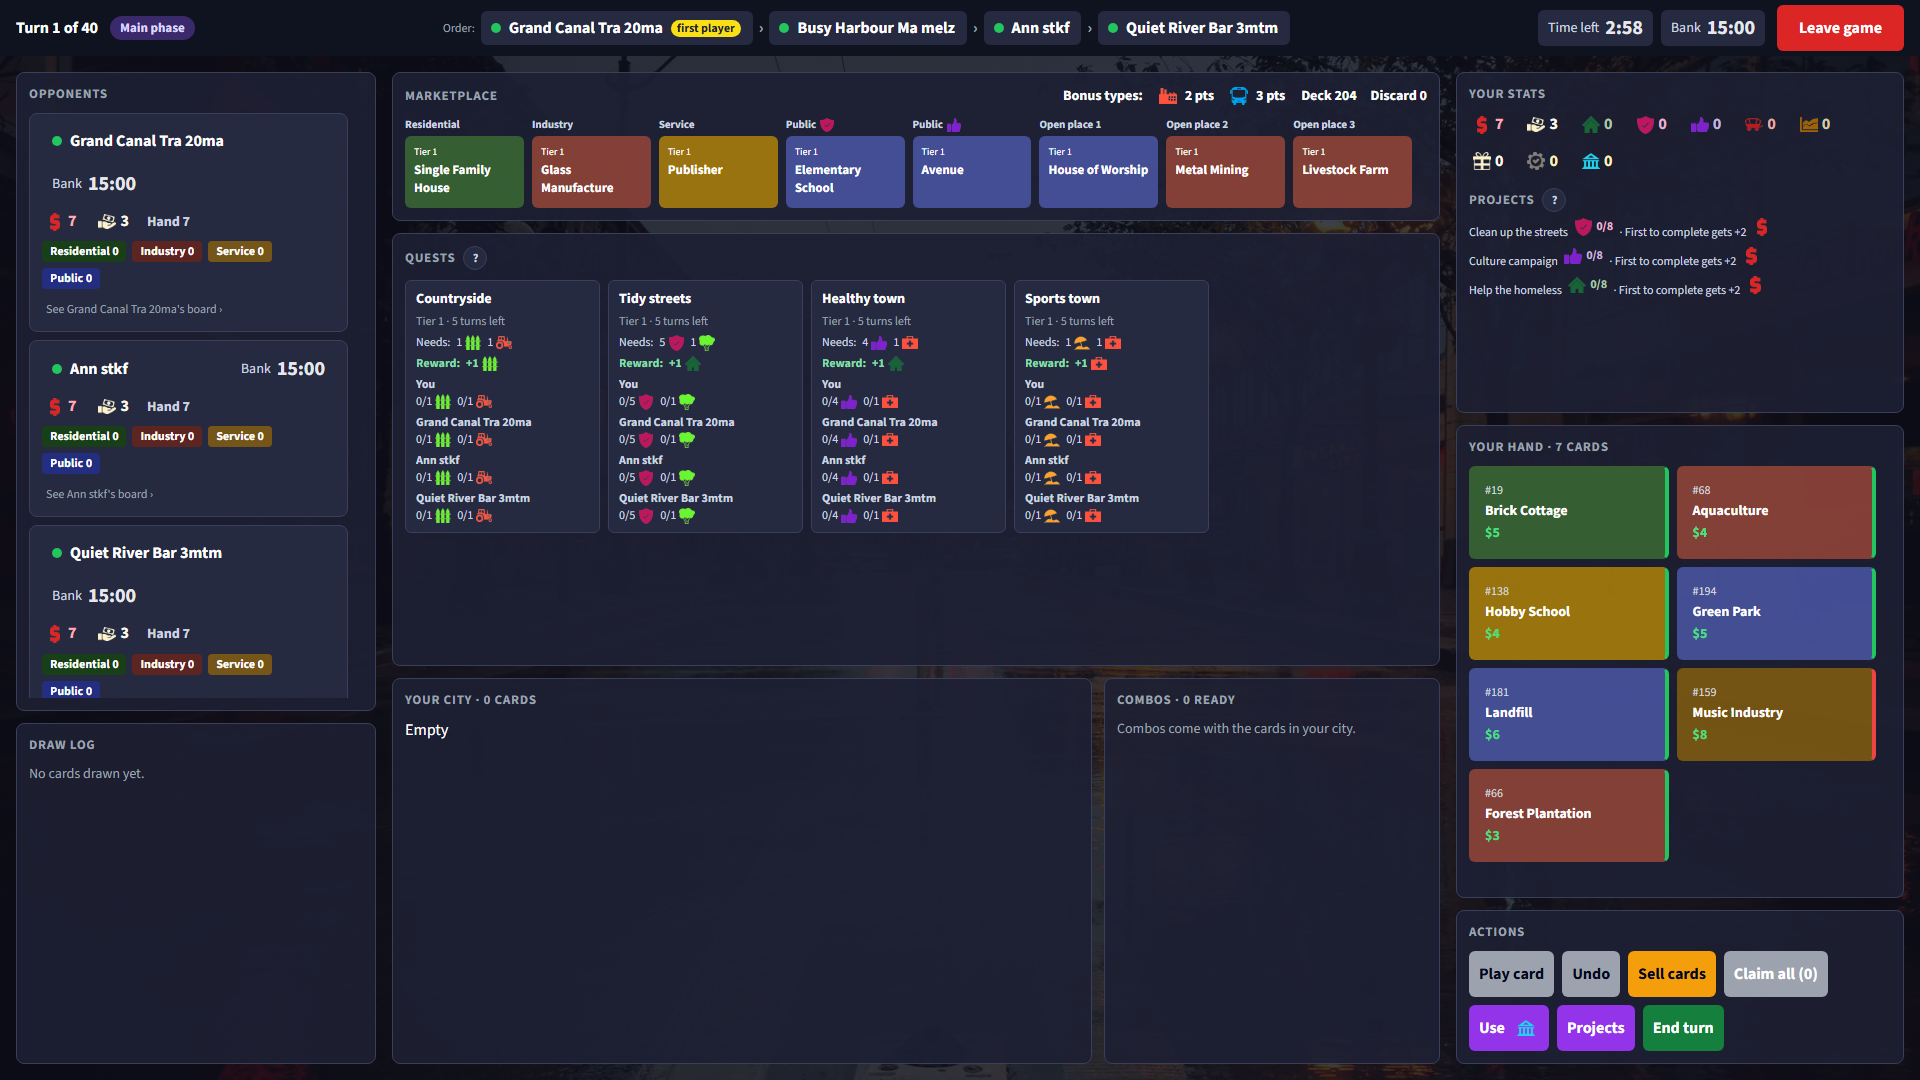 Turn 1 of 40
Main phase
Order:
Grand Canal Tra 20ma
first player
›
Busy Harbour Ma melz
›
Ann stkf
›
Quiet River Bar 3mtm
Time left 2:58
Bank 15:00
Leave game
OPPONENTS
Grand Canal Tra 20ma
Bank 15:00
7
3
Hand 7
Residential 0
Industry 0
Service 0
Public 0
See Grand Canal Tra 20ma's board ›
Ann stkf
Bank 15:00
7
3
Hand 7
Residential 0
Industry 0
Service 0
Public 0
See Ann stkf's board ›
Quiet River Bar 3mtm
Bank 15:00
7
3
Hand 7
Residential 0
Industry 0
Service 0
Public 0
DRAW LOG
No cards drawn yet.
MARKETPLACE
Bonus types:
2 pts
3 pts
Deck 204
Discard 0
Residential
Tier 1
Single Family
House
Industry
Tier 1
Glass
Manufacture
Service
Tier 1
Publisher
Public
Tier 1
Elementary
School
Public
Tier 1
Avenue
Open place 1
Tier 1
House of Worship
Open place 2
Tier 1
Metal Mining
Open place 3
Tier 1
Livestock Farm
QUESTS
?
Countryside
Tier 1 · 5 turns left
Needs: 1 1
Reward: +1
You
0/1 0/1
Grand Canal Tra 20ma
0/1 0/1
Ann stkf
0/1 0/1
Quiet River Bar 3mtm
0/1 0/1
Tidy streets
Tier 1 · 5 turns left
Needs: 5 1
Reward: +1
You
0/5 0/1
Grand Canal Tra 20ma
0/5 0/1
Ann stkf
0/5 0/1
Quiet River Bar 3mtm
0/5 0/1
Healthy town
Tier 1 · 5 turns left
Needs: 4 1
Reward: +1
You
0/4 0/1
Grand Canal Tra 20ma
0/4 0/1
Ann stkf
0/4 0/1
Quiet River Bar 3mtm
0/4 0/1
Sports town
Tier 1 · 5 turns left
Needs: 1 1
Reward: +1
You
0/1 0/1
Grand Canal Tra 20ma
0/1 0/1
Ann stkf
0/1 0/1
Quiet River Bar 3mtm
0/1 0/1
YOUR CITY · 0 CARDS
Empty
COMBOS · 0 READY
Combos come with the cards in your city.
YOUR STATS
7
3
0
0
0
0
0
0
0
0
PROJECTS
?
Clean up the streets 0/8 · First to complete gets +2
Culture campaign 0/8 · First to complete gets +2
Help the homeless 0/8 · First to complete gets +2
YOUR HAND · 7 CARDS
#19
Brick Cottage
$5
#68
Aquaculture
$4
#138
Hobby School
$4
#194
Green Park
$5
#181
Landfill
$6
#159
Music Industry
$8
#66
Forest Plantation
$3
ACTIONS
Play card
Undo
Sell cards
Claim all (0)
Use
Projects
End turn